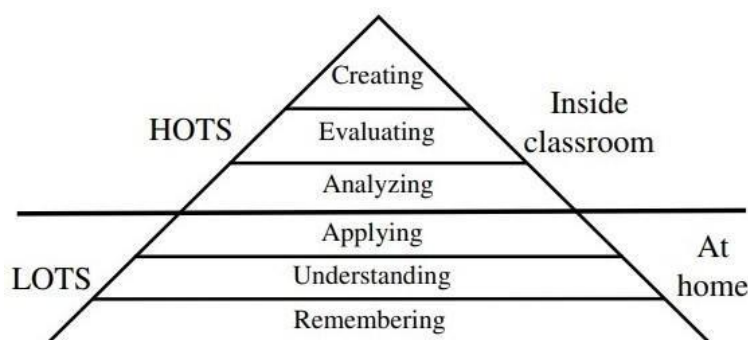 Creating
HOTS
Evaluating
Inside
classroom
Analyzing
Applying
LOTS
Understanding
At
home
Remembering